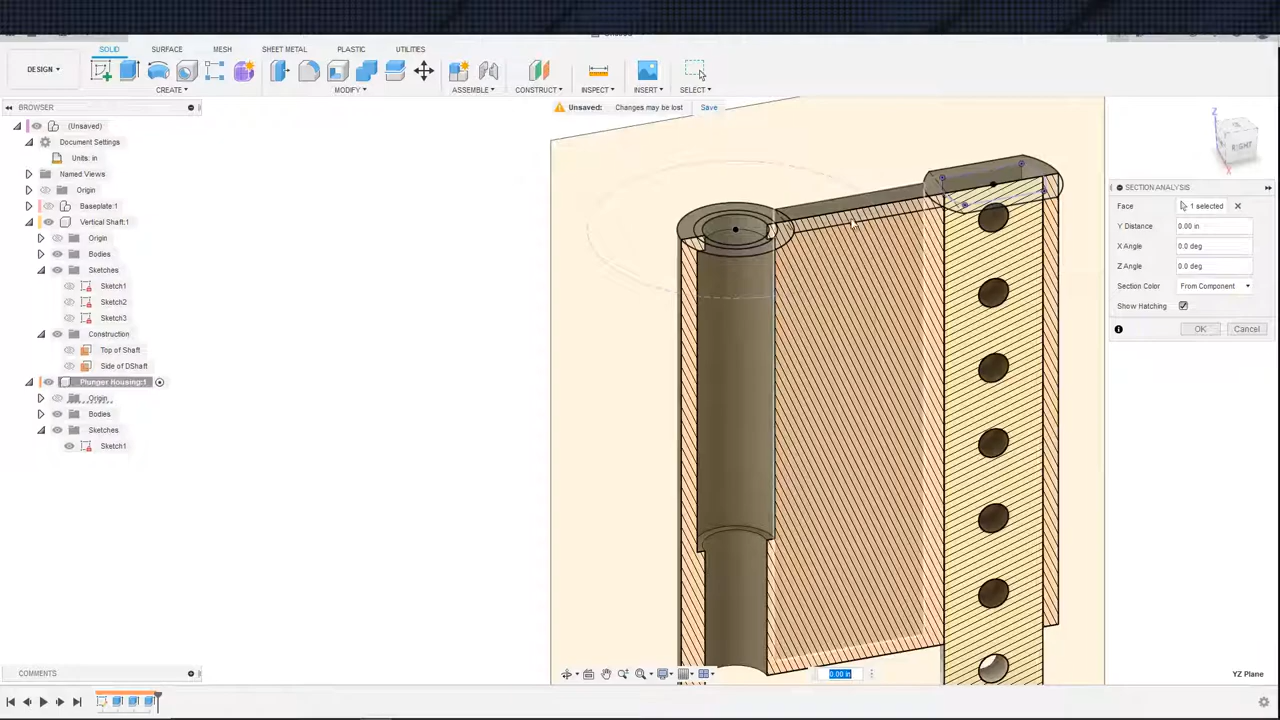 SOLID SURFACE MESH SHEET METAL PLASTIC UTILITIES
DESIGN
CREATE MODIFY ASSEMBLE CONSTRUCT INSPECT INSERT SELECT
BROWSER
Unsaved: Changes may be lost Save
(Unsaved)
Document Settings
Units: in
Named Views
Origin
Baseplate:1
Vertical Shaft:1
Origin
Bodies
Sketches
Sketch1
Sketch2
Sketch3
Construction
Top of Shaft
Side of DShaft
Plunger Housing:1
Origin
Bodies
Sketches
Sketch1
Z
RIGHT
X
SECTION ANALYSIS
Face 1 selected
Y Distance 0.00 in
X Angle 0.0 deg
Z Angle 0.0 deg
Section Color From Component
Show Hatching
OK Cancel
0.00 in
YZ Plane
COMMENTS